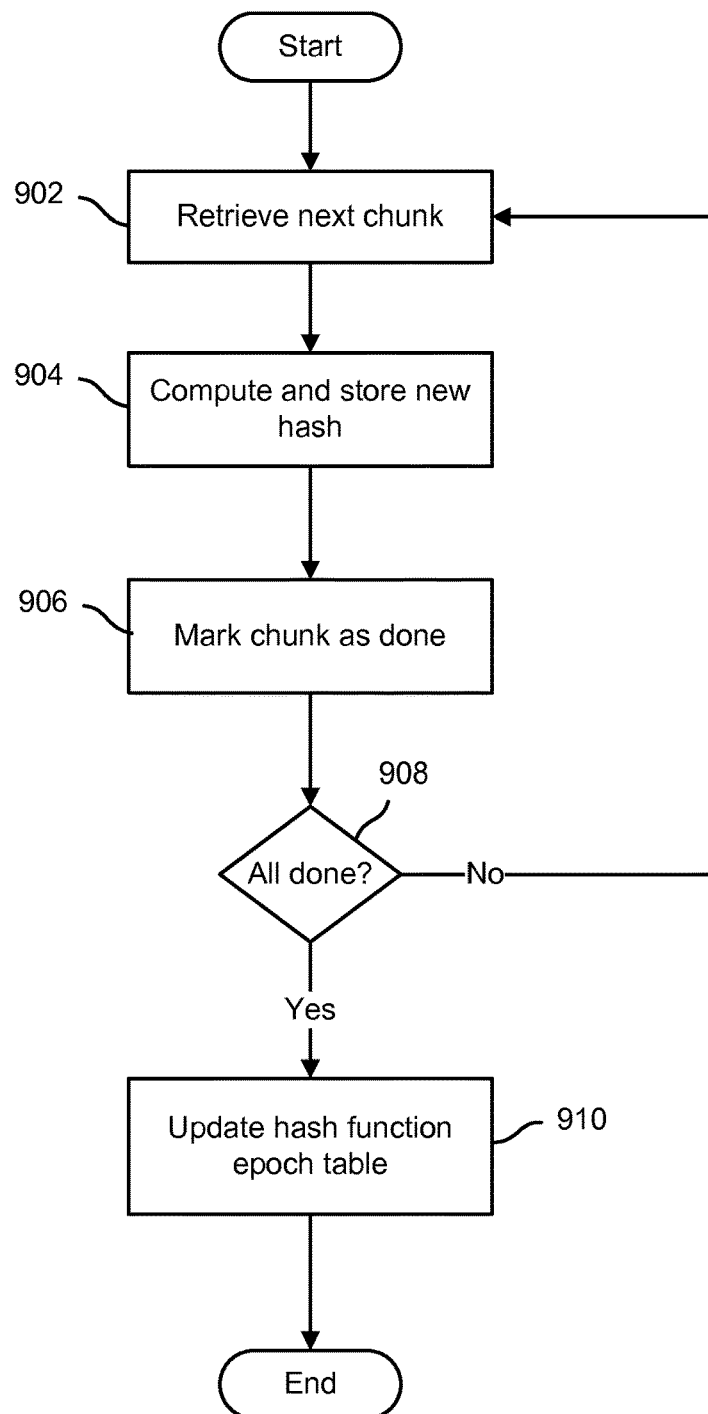 Start
902
Retrieve next chunk
904
Compute and store new
hash
906
Mark chunk as done
908
All done?
No
Yes
Update hash function
epoch table
910
End